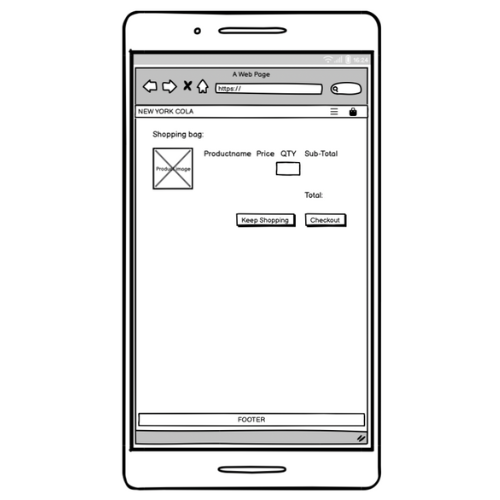 A Web Page
https://
NEW YORK COLA
Shopping bag:
Productname Price QTY Sub-Total
Product image
Total:
Keep Shopping Checkout
FOOTER